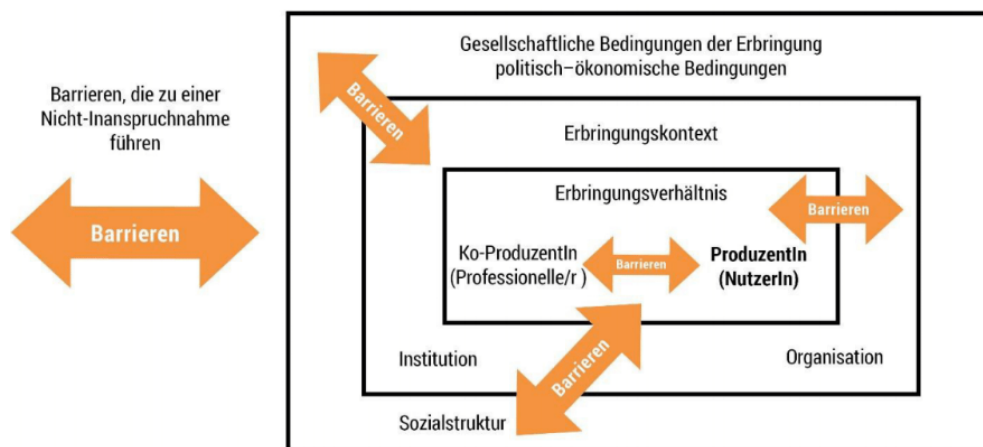 Gesellschaftliche Bedingungen der Erbringung
politisch–ökonomische Bedingungen
Barrieren, die zu einer
Nicht-Inanspruchnahme
führen
Barrieren
Barrieren
Erbringungskontext
Erbringungsverhältnis
Barrieren
Ko-ProduzentIn
(Professionelle/r )
Barrieren
ProduzentIn
(NutzerIn)
Barrieren
Institution
Organisation
Sozialstruktur